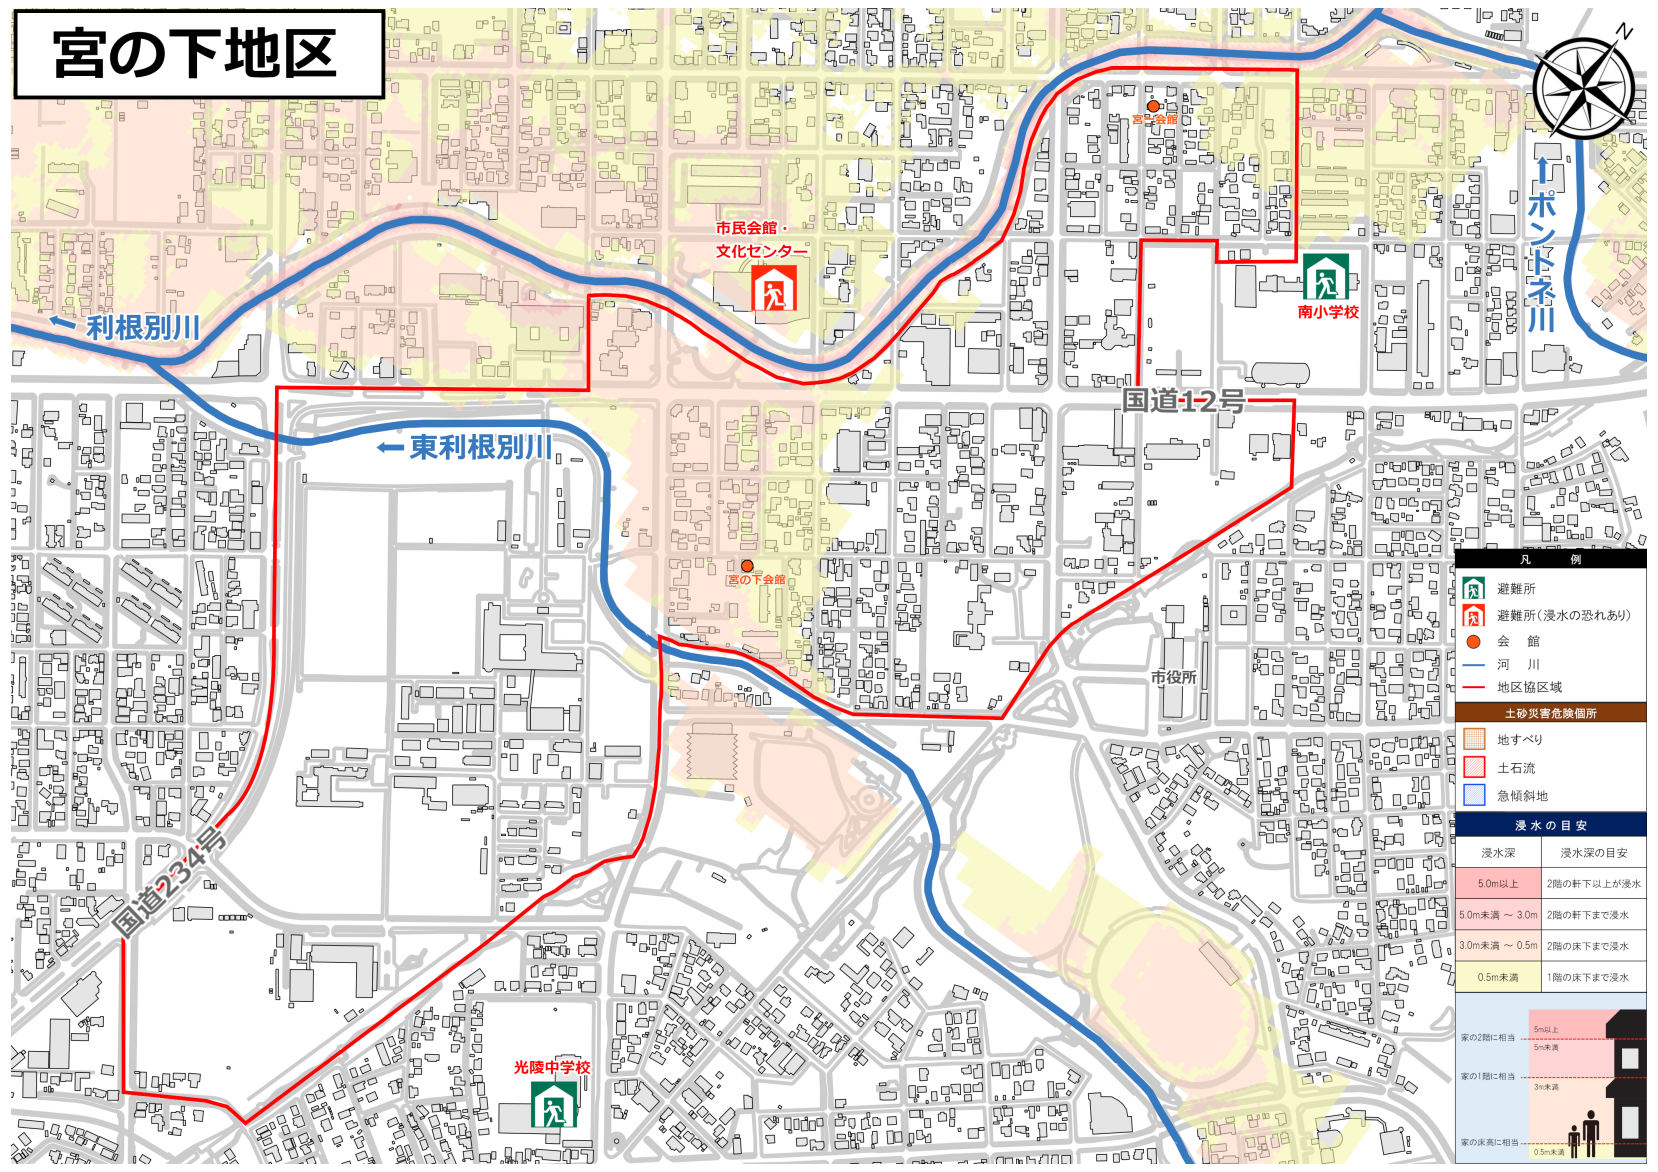 宮の下地区
N
宮一会館
市民会館・
文化センター
南小学校
←ポントネ川
←利根別川
国道12号
←東利根別川
宮の下会館
市役所
国道234号
光陵中学校
凡 例
避難所
避難所(浸水の恐れあり)
会 館
河 川
地区協区域
土砂災害危険個所
地すべり
土石流
急傾斜地
浸水の目安
浸水深 浸水深の目安
5.0m以上 2階の軒下以上が浸水
5.0m未満 ～ 3.0m 2階の軒下まで浸水
3.0m未満 ～ 0.5m 2階の床下まで浸水
0.5m未満 1階の床下まで浸水
5m以上
家の2階に相当
5m未満
家の1階に相当
3m未満
家の床高に相当
0.5m未満